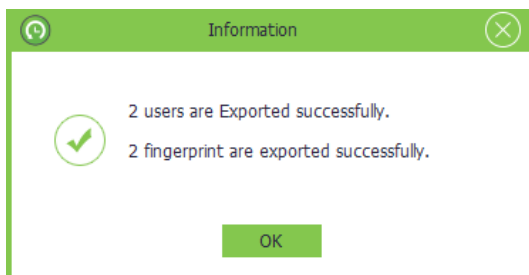 Information
2 users are Exported successfully.
2 fingerprint are exported successfully.
OK